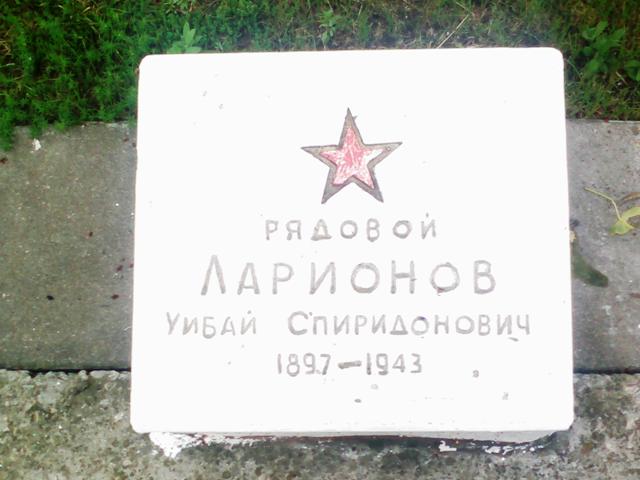 РЯДОВОЙ
ЛАРИОНОВ
УИБАЙ СПИРИДОНОВИЧ
1897-1943